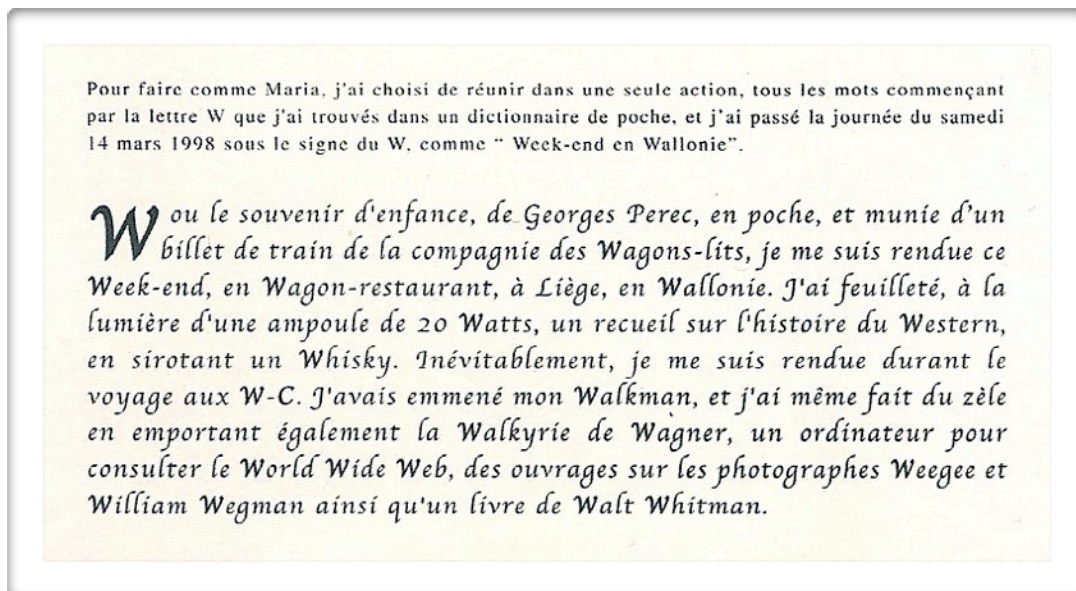 Pour faire comme Maria, j'ai choisi de réunir dans une seule action, tous les mots commençant
par la lettre W que j'ai trouvés dans un dictionnaire de poche, et j'ai passé la journée du samedi
14 mars 1998 sous le signe du W, comme “ Week-end en Wallonie”.
W ou le souvenir d'enfance, de Georges Perec, en poche, et munie d'un
billet de train de la compagnie des Wagons-lits, je me suis rendue ce
Week-end, en Wagon-restaurant, à Liège, en Wallonie. J'ai feuilleté, à la
lumière d'une ampoule de 20 Watts, un recueil sur l'histoire du Western,
en sirotant un Whisky. Inévitablement, je me suis rendue durant le
voyage aux W-C. J'avais emmené mon Walkman, et j'ai même fait du zèle
en emportant également la Walkyrie de Wagner, un ordinateur pour
consulter le World Wide Web, des ouvrages sur les photographes Weegee et
William Wegman ainsi qu'un livre de Walt Whitman.